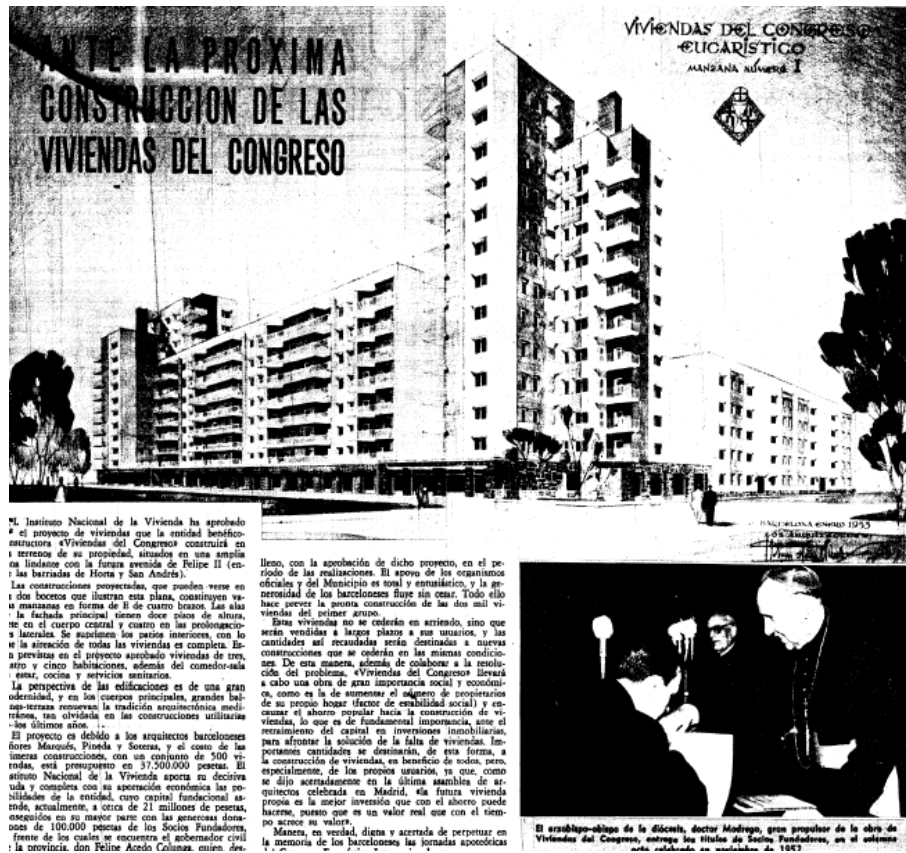 ANTE LA PROXIMA
CONSTRUCCION DE LAS
VIVIENDAS DEL CONGRESO
VIVIENDAS DEL CONGRESO
EUCARÍSTICO
MANZANA NÚMERO I
BARCELONA ENERO 1953
L Instituto Nacional de la Vivienda ha aprobado
el proyecto de viviendas que la entidad benéfico-
nstructora «Viviendas del Congreso» construirá en
s terrenos de su propiedad, situados en una amplia
na lindante con la futura avenida de Felipe II (en-
e las barriadas de Horta y San Andrés).
Las construcciones proyectadas, que pueden verse en
s dos bocetos que ilustran esta plana, constituyen va-
s manzanas en forma de E de cuatro brazos. Las alas
la fachada principal tienen doce pisos de altura,
te en el cuerpo central y cuatro en las prolongacio-
s laterales. Se suprimen los patios interiores, con lo
e la aireación de todas las viviendas es completa. Es-
n previstas en el proyecto aprobado viviendas de tres,
atro y cinco habitaciones, además del comedor-sala
estar, cocina y servicios sanitarios.
La perspectiva de las edificaciones es de una gran
odernidad, y en los cuerpos principales, grandes bal-
nes-terraza renuevan la tradición arquitectónica medi-
rránea, tan olvidada en las construcciones utilitarias
los últimos años.
El proyecto es debido a los arquitectos barceloneses
ñores Marqués, Pineda y Soteras, y el costo de las
imeras construcciones, con un conjunto de 500 vi-
endas, está presupuesto en 37.500.000 pesetas. El
stituto Nacional de la Vivienda aporta su decisiva
uda y completa con su aportación económica las po-
bilidades de la entidad, cuyo capital fundacional as-
ende, actualmente, a cerca de 21 millones de pesetas,
nseguidos en su mayor parte con las generosas dona-
ones de 100.000 pesetas de los Socios Fundadores,
frente de los cuales se encuentra el gobernador civil
e la provincia, don Felipe Acedo Colunga, quien, des-
lleno, con la aprobación de dicho proyecto, en el pe-
ríodo de las realizaciones. El apoyo de los organismos
oficiales y del Municipio es total y entusiástico, y la ge-
nerosidad de los barceloneses fluye sin cesar. Todo ello
hace prever la pronta construcción de las dos mil vi-
viendas del primer grupo.
Estas viviendas no se cederán en arriendo, sino que
serán vendidas a largos plazos a sus usuarios, y las
cantidades así recaudadas serán destinadas a nuevas
construcciones que se cederán en las mismas condicio-
nes. De esta manera, además de colaborar a la resolu-
ción del problema, «Viviendas del Congreso» llevará
a cabo una obra de gran importancia social y económi-
ca, como es la de aumentar el número de propietarios
de su propio hogar (factor de estabilidad social) y en-
cauzar el ahorro popular hacia la construcción de vi-
viendas, lo que es de fundamental importancia, ante el
retraimiento del capital en inversiones inmobiliarias,
para afrontar la solución de la falta de viviendas. Im-
portantes cantidades se destinarán, de esta forma, a
la construcción de viviendas, en beneficio de todos, pero,
especialmente, de los propios usuarios, ya que, como
se dijo acertadamente en la última asamblea de ar-
quitectos celebrada en Madrid, «la futura vivienda
propia es la mejor inversión que con el ahorro puede
hacerse, puesto que es un valor real que con el tiem-
po acrece su valor».
Manera, en verdad, digna y acertada de perpetuar en
la memoria de los barceloneses las jornadas apoteóticas
El arzobispo-obispo de la diócesis, doctor Modrego, gran propulsor de la obra de
Viviendas del Congreso, entrega los títulos de Socios Fundadores, en el solemne
acto celebrado en noviembre de 1952